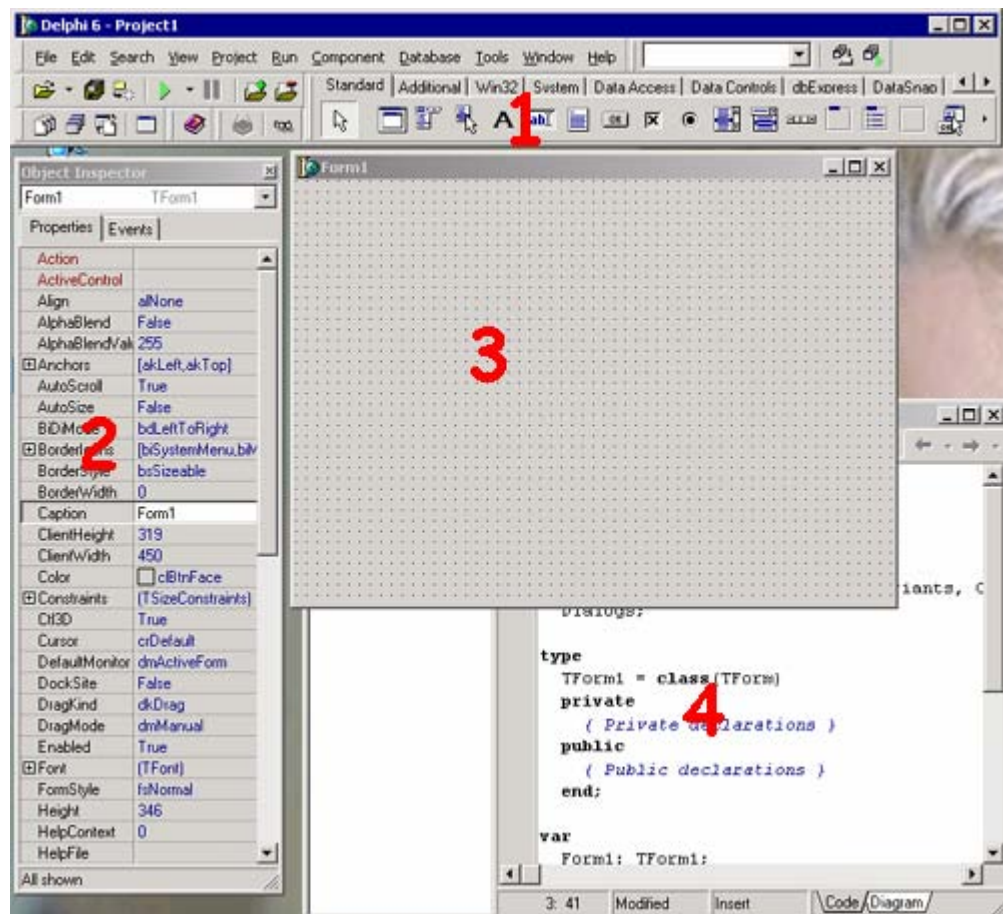 Delphi 6 - Project1
File Edit Search View Project Run Component Database Tools Window Help
Standard Additional Win32 System Data Access Data Controls dbExpress DataSnap
1
Object Inspector
Form1 TForm1
Properties Events
Action
ActiveControl
Align alNone
AlphaBlend False
AlphaBlendVal 255
Anchors [akLeft,akTop]
AutoScroll True
AutoSize False
BiDiMode bdLeftToRight
BorderIcons [biSystemMenu,biM
BorderStyle bsSizeable
BorderWidth 0
Caption Form1
ClientHeight 319
ClientWidth 450
Color clBtnFace
Constraints (TSizeConstraints)
Ctl3D True
Cursor crDefault
DefaultMonitor dmActiveForm
DockSite False
DragKind dkDrag
DragMode dmManual
Enabled True
Font (TFont)
FormStyle fsNormal
Height 346
HelpContext 0
HelpFile
All shown
2
Form1
3
iants, C
Dialogs;
type
TForm1 = class(TForm)
private
{ Private declarations }
public
{ Public declarations }
end;
var
Form1: TForm1;
4
3: 41 Modified Insert Code Diagram